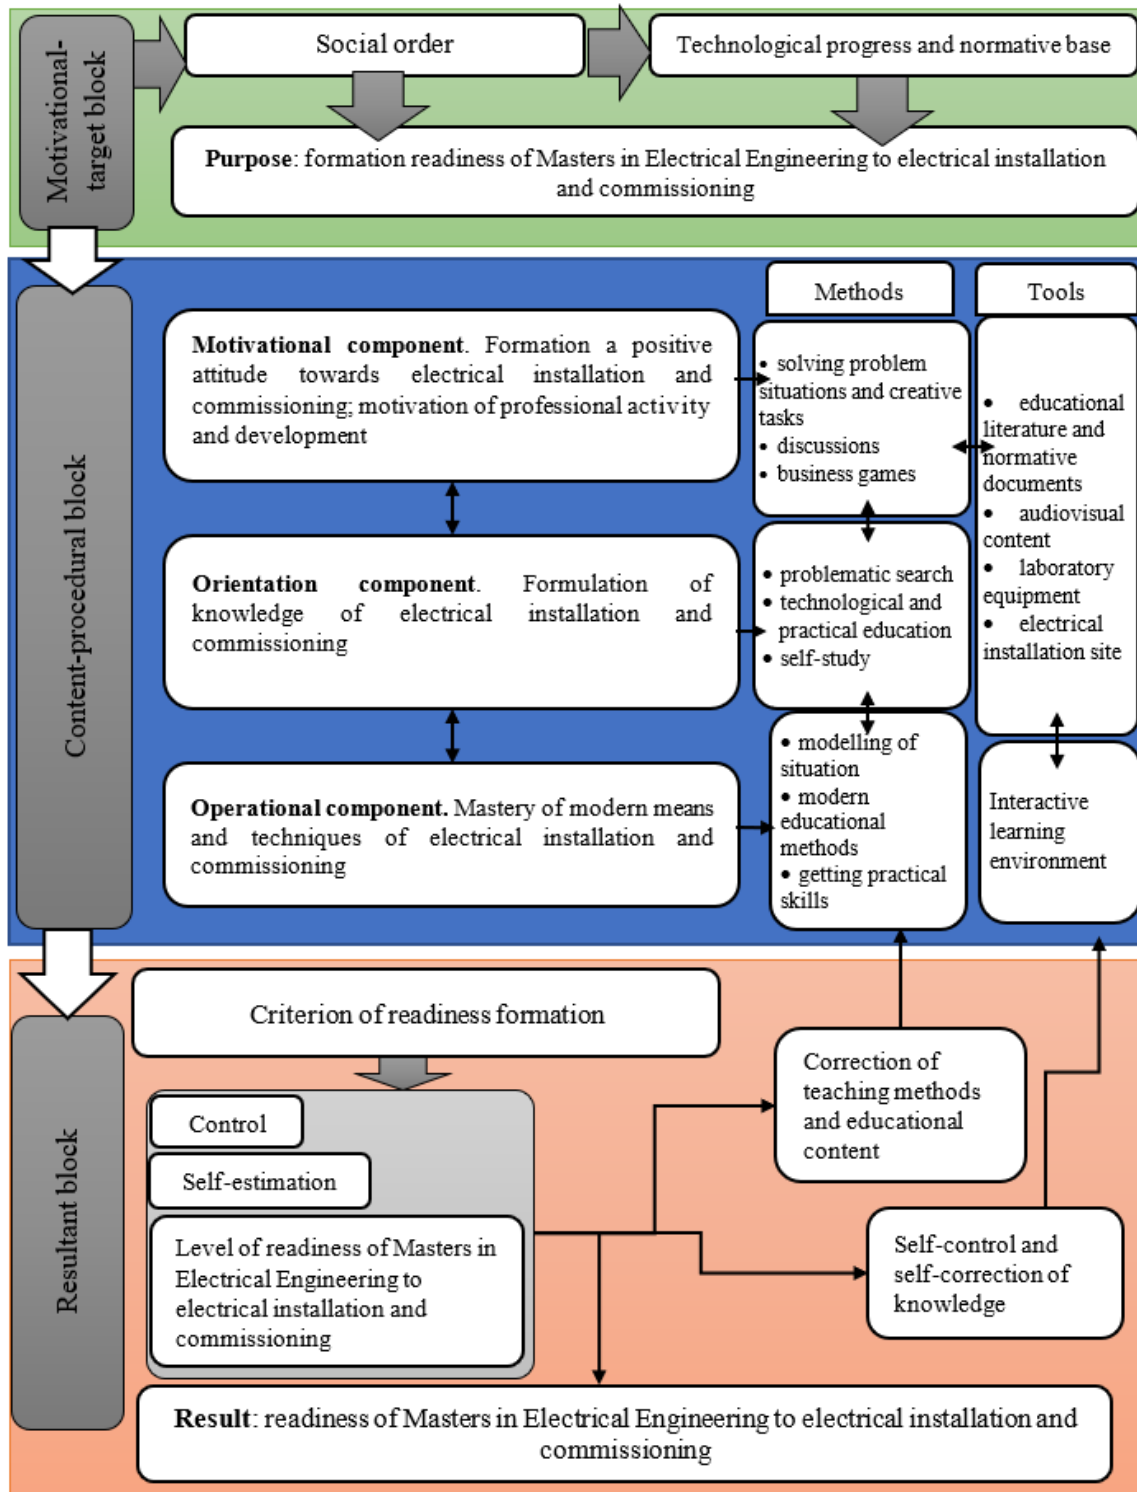 Motivational-
target block
Social order
Technological progress and normative base
Purpose: formation readiness of Masters in Electrical Engineering to electrical installation
and commissioning
Content-procedural block
Methods
Tools
Motivational component. Formation a positive
attitude towards electrical installation and
commissioning; motivation of professional activity
and development
• solving problem
situations and creative
tasks
• discussions
• business games
• educational
literature and
normative
documents
• audiovisual
content
• laboratory
equipment
• electrical
installation site
Orientation component. Formulation of
knowledge of electrical installation and
commissioning
• problematic search
• technological and
practical education
• self-study
Operational component. Mastery of modern means
and techniques of electrical installation and
commissioning
• modelling of
situation
• modern
educational
methods
• getting practical
skills
Interactive
learning
environment
Resultant block
Criterion of readiness formation
Control
Self-estimation
Level of readiness of Masters in
Electrical Engineering to
electrical installation and
commissioning
Correction of
teaching methods
and educational
content
Self-control and
self-correction of
knowledge
Result: readiness of Masters in Electrical Engineering to electrical installation and
commissioning